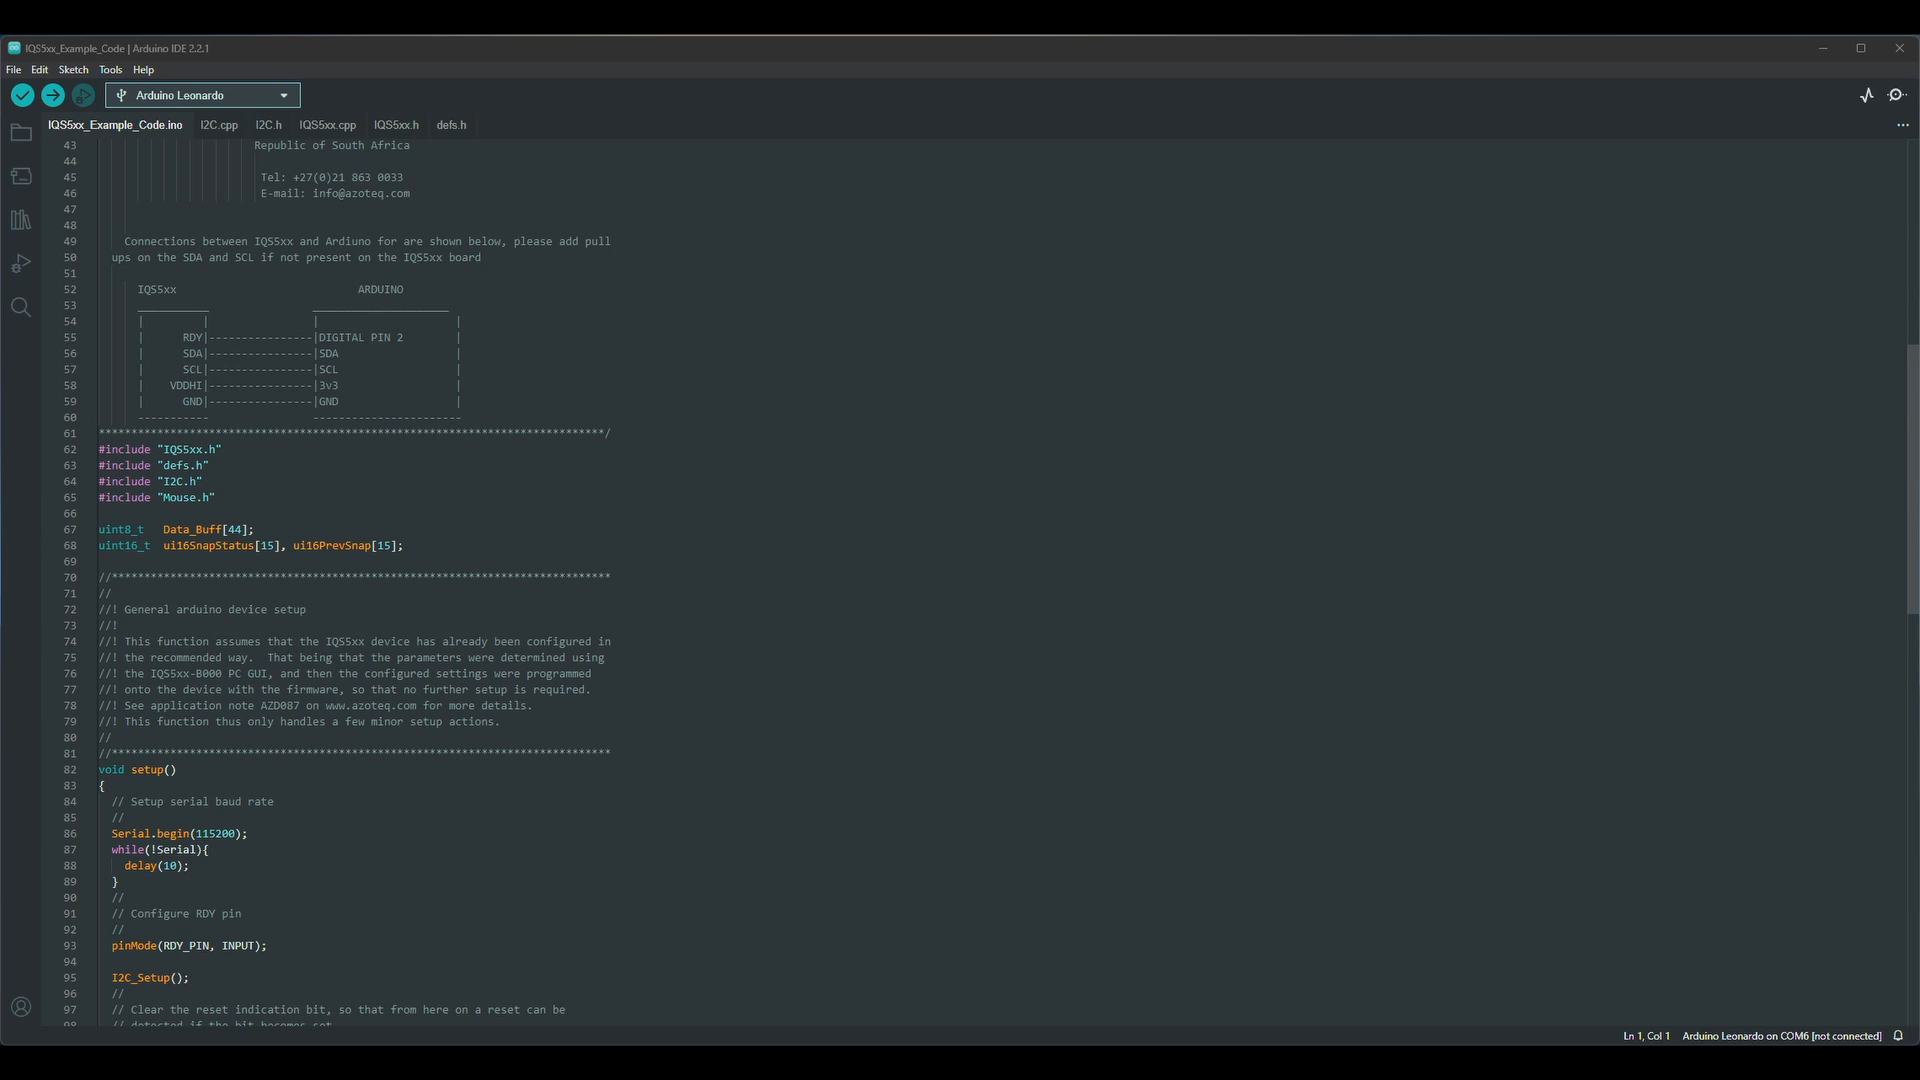 IQS5xx_Example_Code | Arduino IDE 2.2.1
File Edit Sketch Tools Help
Arduino Leonardo
IQS5xx_Example_Code.ino I2C.cpp I2C.h IQS5xx.cpp IQS5xx.h defs.h
43 Republic of South Africa
44
45 Tel: +27(0)21 863 0033
46 E-mail: info@azoteq.com
47
48
49 Connections between IQS5xx and Ardiuno for are shown below, please add pull
50 ups on the SDA and SCL if not present on the IQS5xx board
51
52 IQS5xx ARDUINO
53 ___________ _____________________
54 | | | |
55 | RDY|----------------|DIGITAL PIN 2 |
56 | SDA|----------------|SDA |
57 | SCL|----------------|SCL |
58 | VDDHI|----------------|3v3 |
59 | GND|----------------|GND |
60 ----------- -----------------------
61 ******************************************************************************/
62 #include "IQS5xx.h"
63 #include "defs.h"
64 #include "I2C.h"
65 #include "Mouse.h"
66
67 uint8_t Data_Buff[44];
68 uint16_t ui16SnapStatus[15], ui16PrevSnap[15];
69
70 //*****************************************************************************
71 //
72 //! General arduino device setup
73 //!
74 //! This function assumes that the IQS5xx device has already been configured in
75 //! the recommended way. That being that the parameters were determined using
76 //! the IQS5xx-B000 PC GUI, and then the configured settings were programmed
77 //! onto the device with the firmware, so that no further setup is required.
78 //! See application note AZD087 on www.azoteq.com for more details.
79 //! This function thus only handles a few minor setup actions.
80 //
81 //*****************************************************************************
82 void setup()
83 {
84 // Setup serial baud rate
85 //
86 Serial.begin(115200);
87 while(!Serial){
88 delay(10);
89 }
90 //
91 // Configure RDY pin
92 //
93 pinMode(RDY_PIN, INPUT);
94
95 I2C_Setup();
96 //
97 // Clear the reset indication bit, so that from here on a reset can be
98 // detected if the bit becomes set
Ln 1, Col 1 Arduino Leonardo on COM6 [not connected]